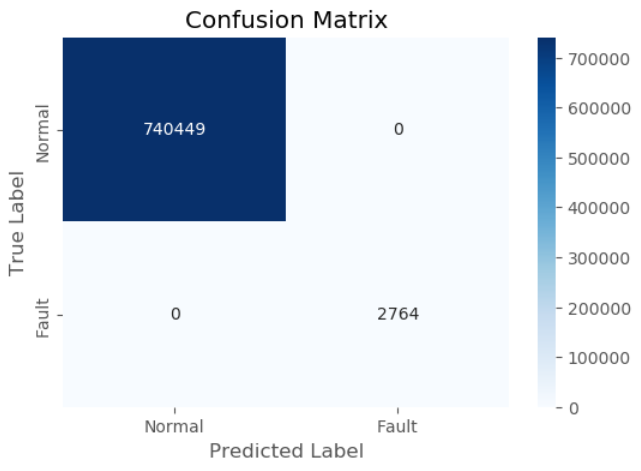 Confusion Matrix
True Label
Normal
Fault
740449 0
0 2764
Normal Fault
Predicted Label
700000
600000
500000
400000
300000
200000
100000
0